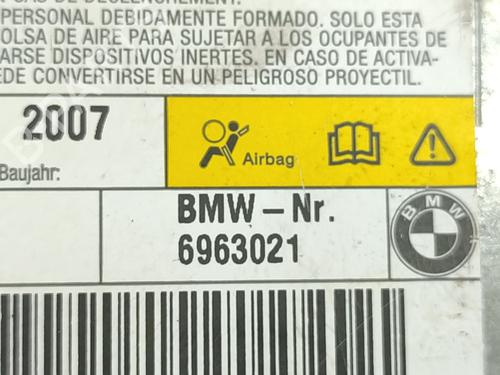 PERSONAL DEBIDAMENTE FORMADO. SOLO ESTA
OLSA DE AIRE PARA SUJETAR A LOS OCUPANTES DE
ARSE DISPOSITIVOS INERTES. EN CASO DE ACTIVA-
EDE CONVERTIRSE EN UN PELIGROSO PROYECTIL.
2007
Baujahr:
Airbag
BMW-Nr.
6963021
BMW